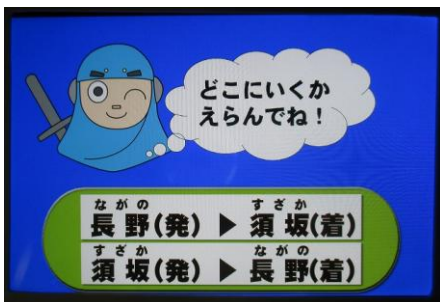 どこにいくか
えらんでね！
ながの すざか
長野(発) ▶ 須坂(着)
すざか ながの
須坂(発) ▶ 長野(着)